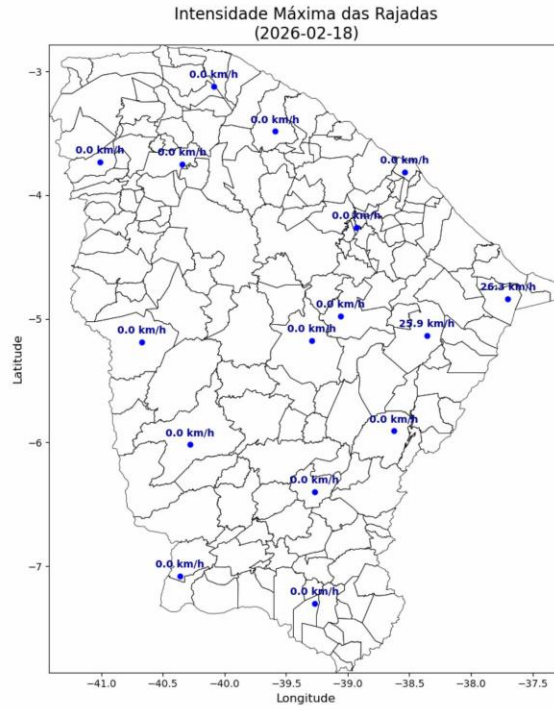 Intensidade Máxima das Rajadas
(2026-02-18)
0.0 km/h
0.0 km/h
0.0 km/h
0.0 km/h
0.0 km/h
0.0 km/h
26.3 km/h
0.0 km/h
25.9 km/h
0.0 km/h
0.0 km/h
0.0 km/h
0.0 km/h
0.0 km/h
0.0 km/h
0.0 km/h
−3
−4
−5
−6
−7
Latitude
−41.0
−40.5
−40.0
−39.5
−39.0
−38.5
−38.0
−37.5
Longitude